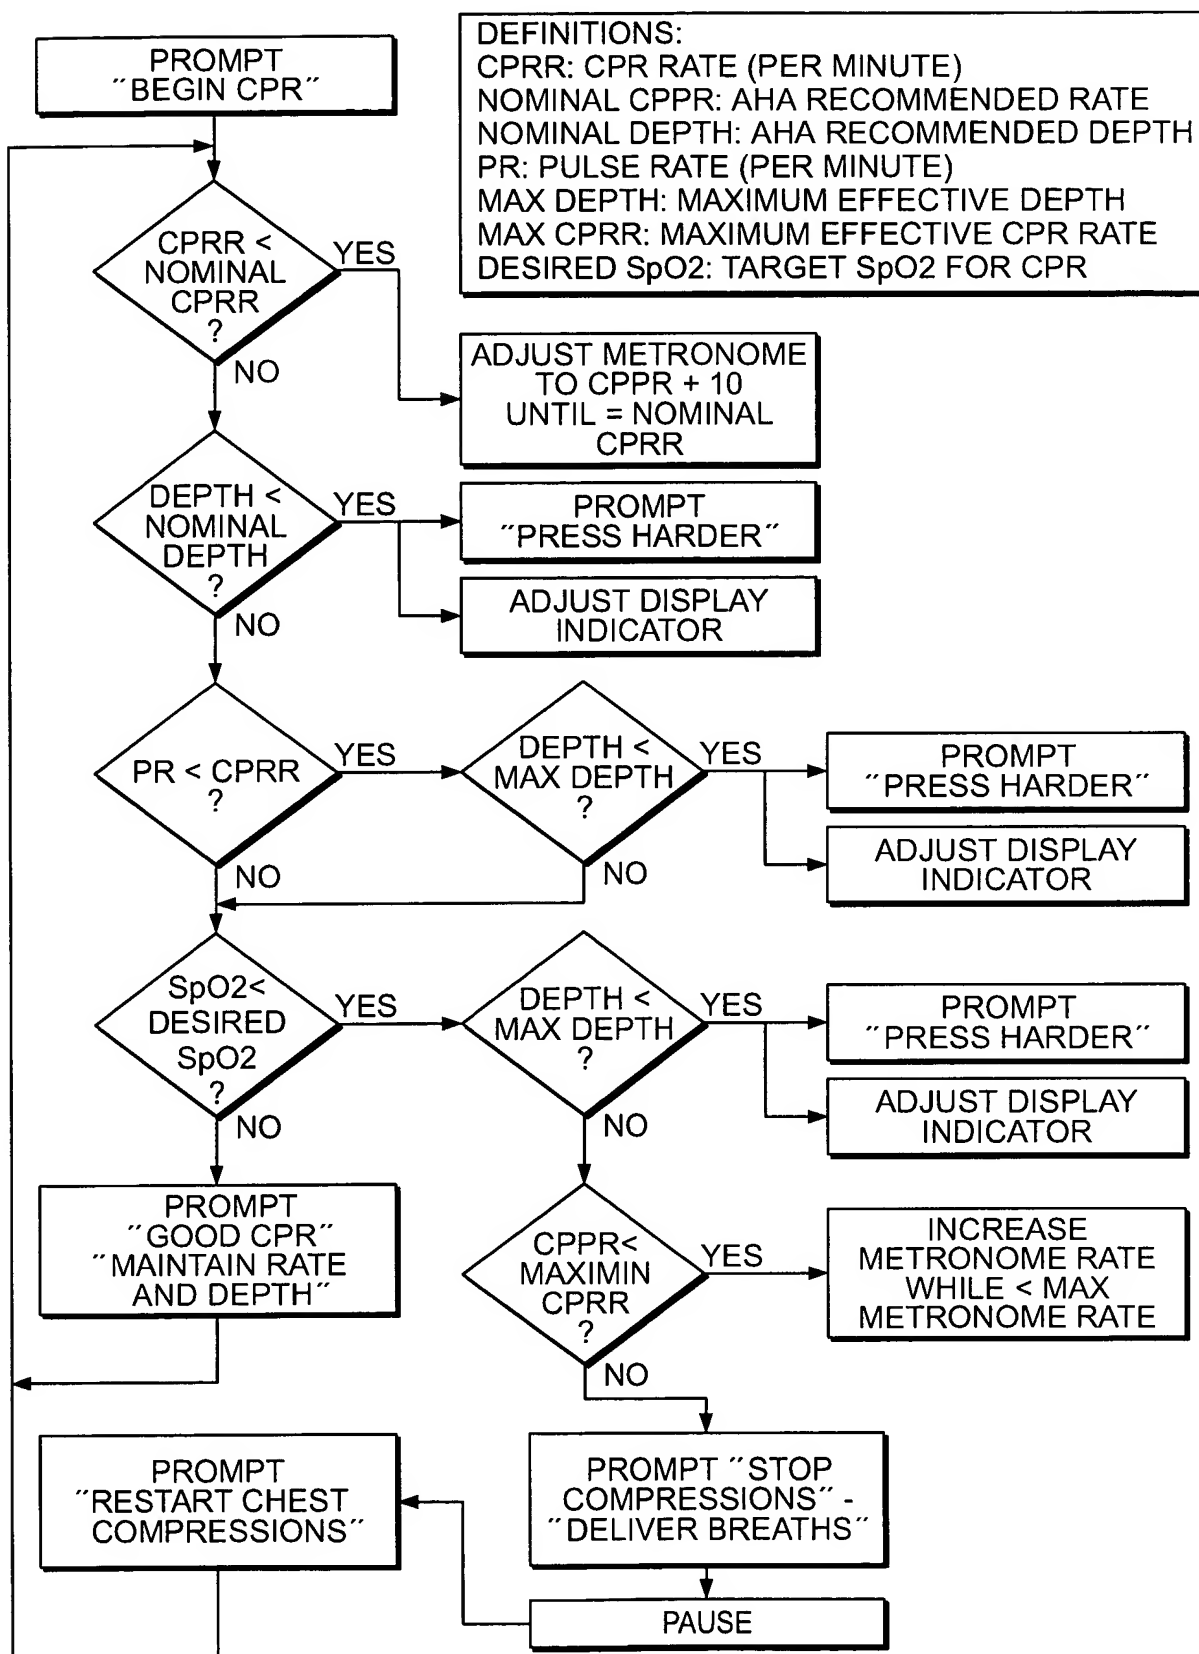 PROMPT
"BEGIN CPR"
DEFINITIONS:
CPRR: CPR RATE (PER MINUTE)
NOMINAL CPPR: AHA RECOMMENDED RATE
NOMINAL DEPTH: AHA RECOMMENDED DEPTH
PR: PULSE RATE (PER MINUTE)
MAX DEPTH: MAXIMUM EFFECTIVE DEPTH
MAX CPRR: MAXIMUM EFFECTIVE CPR RATE
DESIRED SpO2: TARGET SpO2 FOR CPR
CPRR <
NOMINAL
CPRR
?
YES
NO
ADJUST METRONOME
TO CPPR + 10
UNTIL = NOMINAL
CPRR
DEPTH <
NOMINAL
DEPTH
?
YES
NO
PROMPT
"PRESS HARDER"
ADJUST DISPLAY
INDICATOR
PR < CPRR
?
YES
NO
DEPTH <
MAX DEPTH
?
YES
NO
PROMPT
"PRESS HARDER"
ADJUST DISPLAY
INDICATOR
SpO2<
DESIRED
SpO2
?
YES
NO
DEPTH <
MAX DEPTH
?
YES
NO
PROMPT
"PRESS HARDER"
ADJUST DISPLAY
INDICATOR
PROMPT
"GOOD CPR"
"MAINTAIN RATE
AND DEPTH"
CPPR<
MAXIMIN
CPRR
?
YES
NO
INCREASE
METRONOME RATE
WHILE < MAX
METRONOME RATE
PROMPT
"RESTART CHEST
COMPRESSIONS"
PROMPT "STOP
COMPRESSIONS" -
"DELIVER BREATHS"
PAUSE